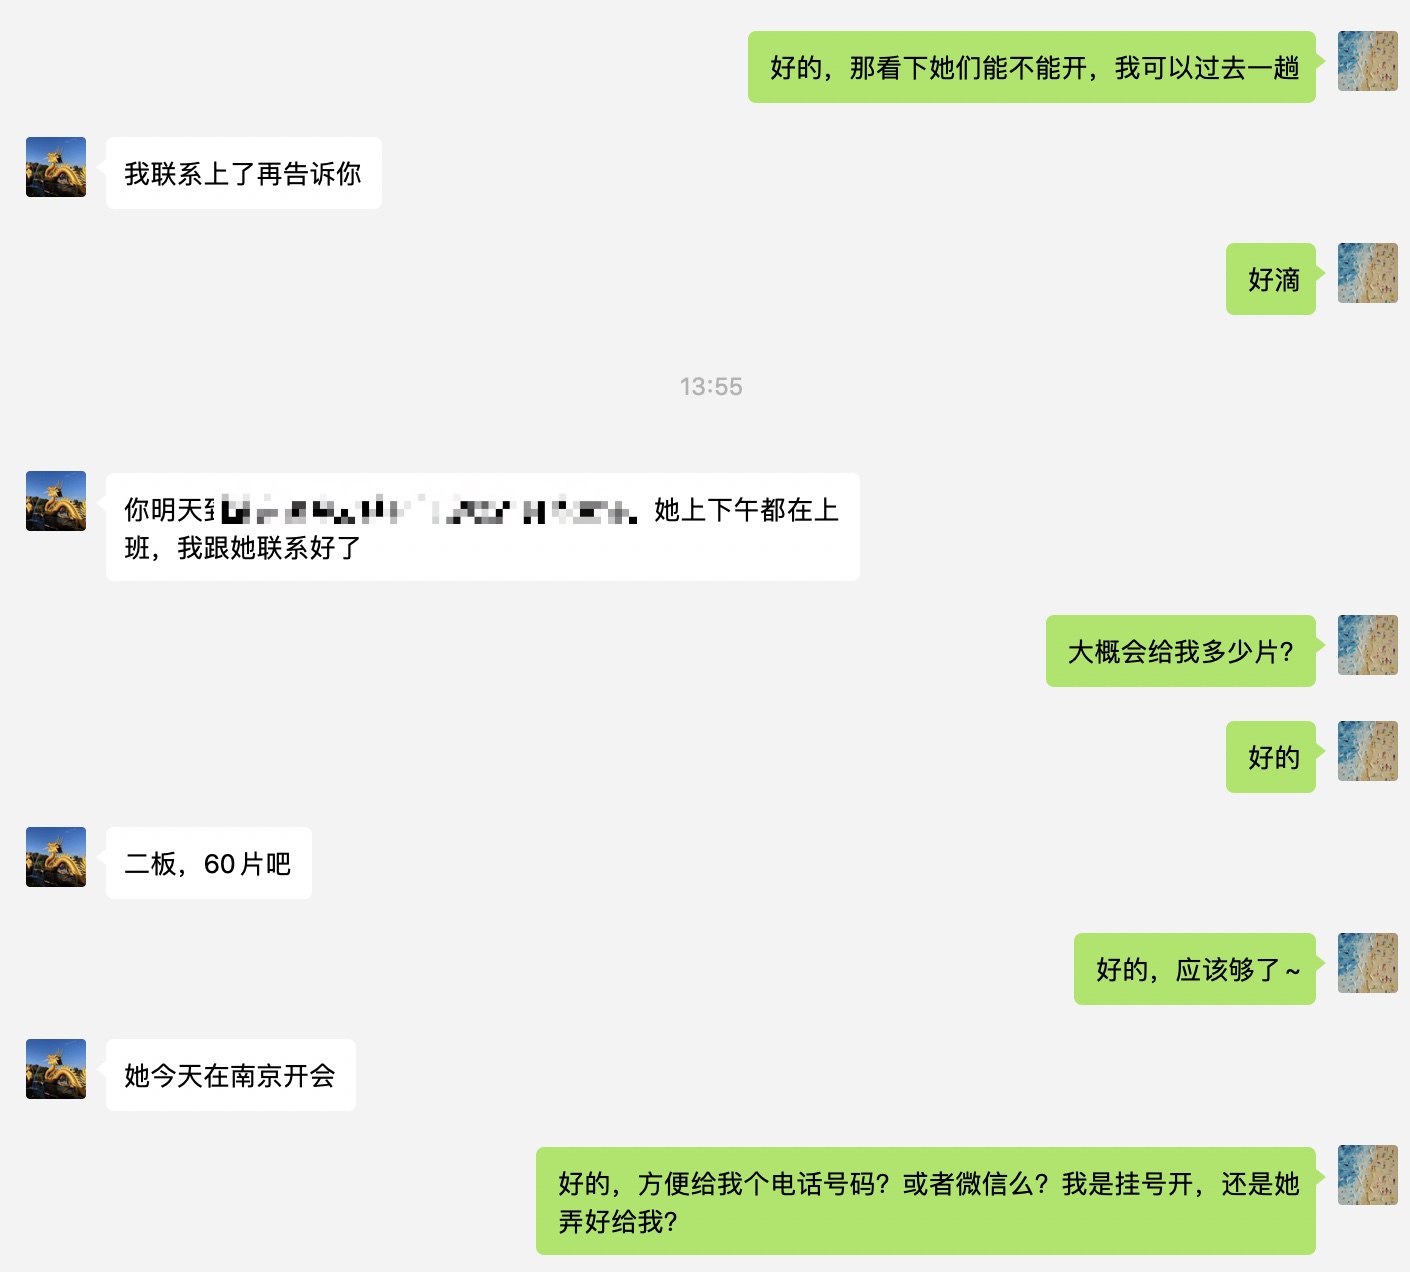 好的，那看下她们能不能开，我可以过去一趟
我联系上了再告诉你
好滴
13:55
你明天到 她上下午都在上
班，我跟她联系好了
大概会给我多少片？
好的
二板，60片吧
好的，应该够了~
她今天在南京开会
好的，方便给我个电话号码？或者微信么？我是挂号开，还是她
弄好给我？